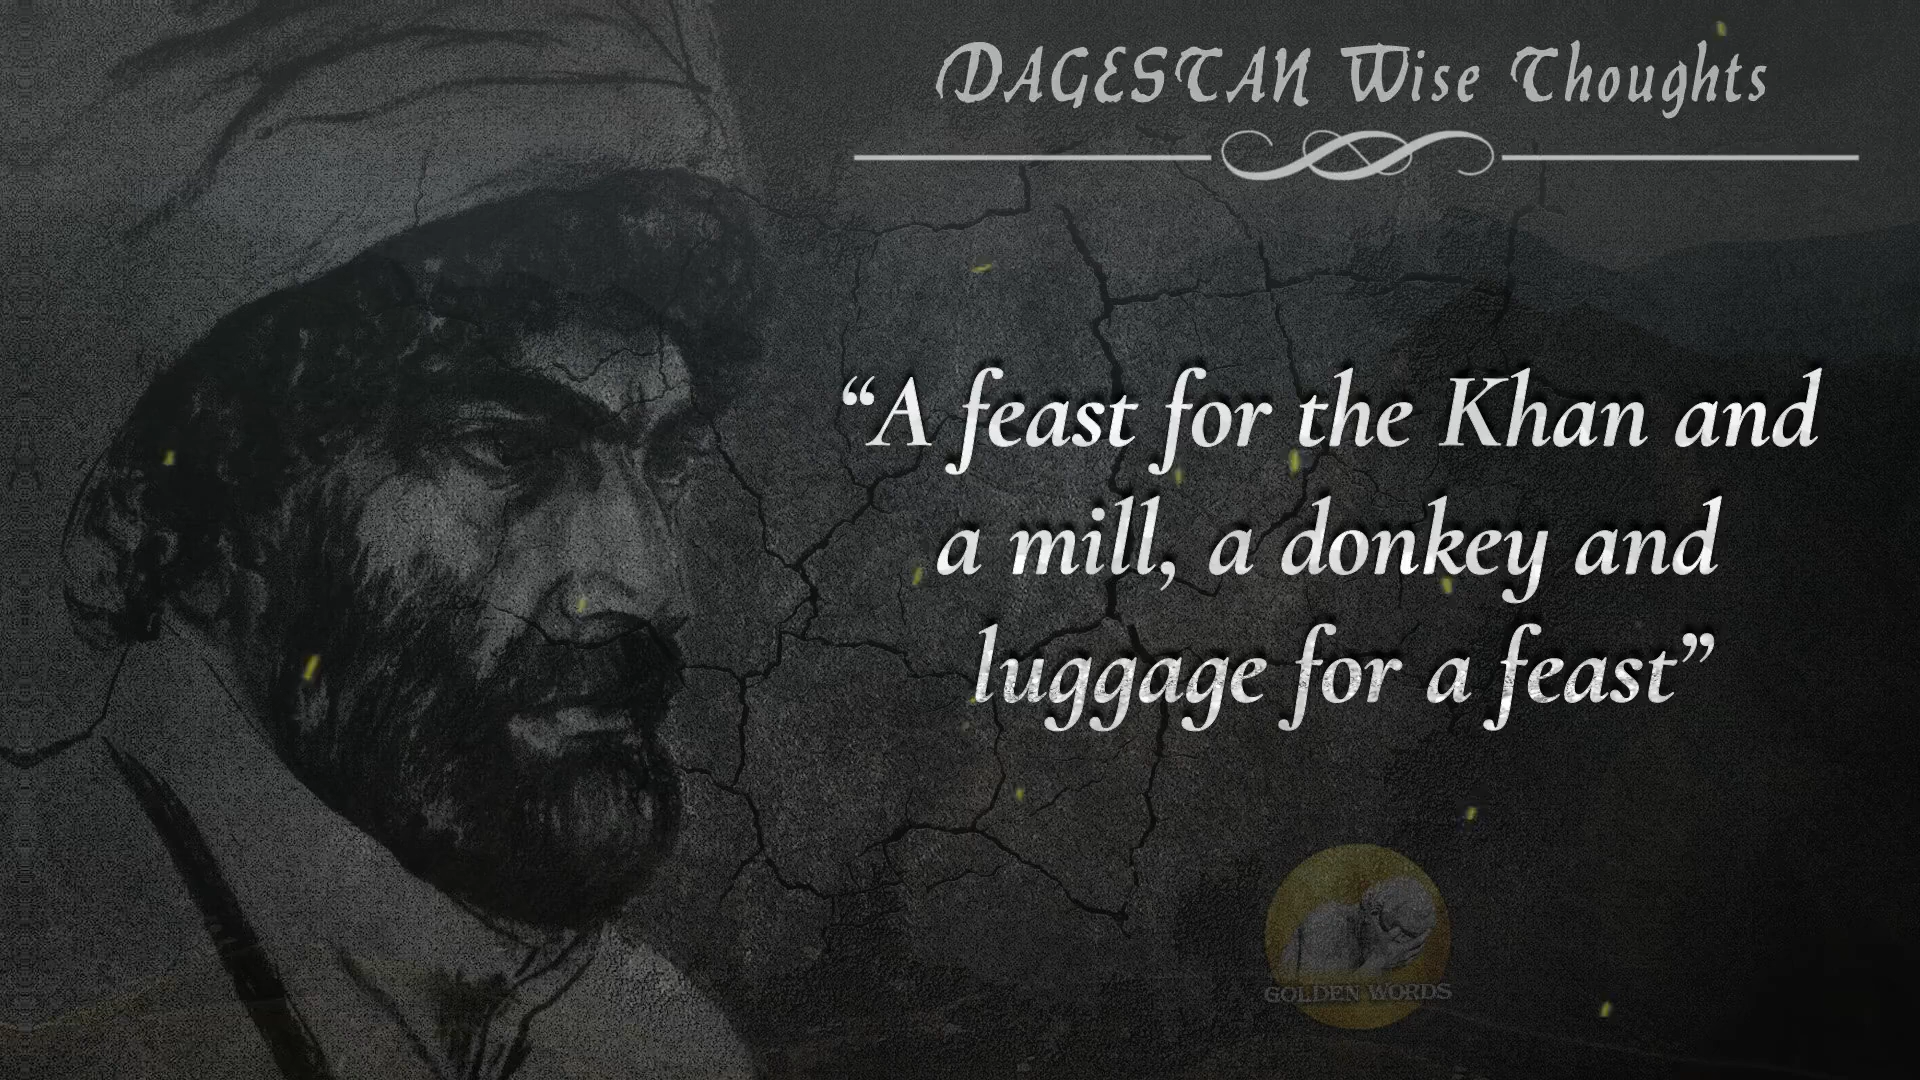 DAGESTAN Wise Thoughts
“A feast for the Khan and
a mill, a donkey and
luggage for a feast”
GOLDEN WORDS